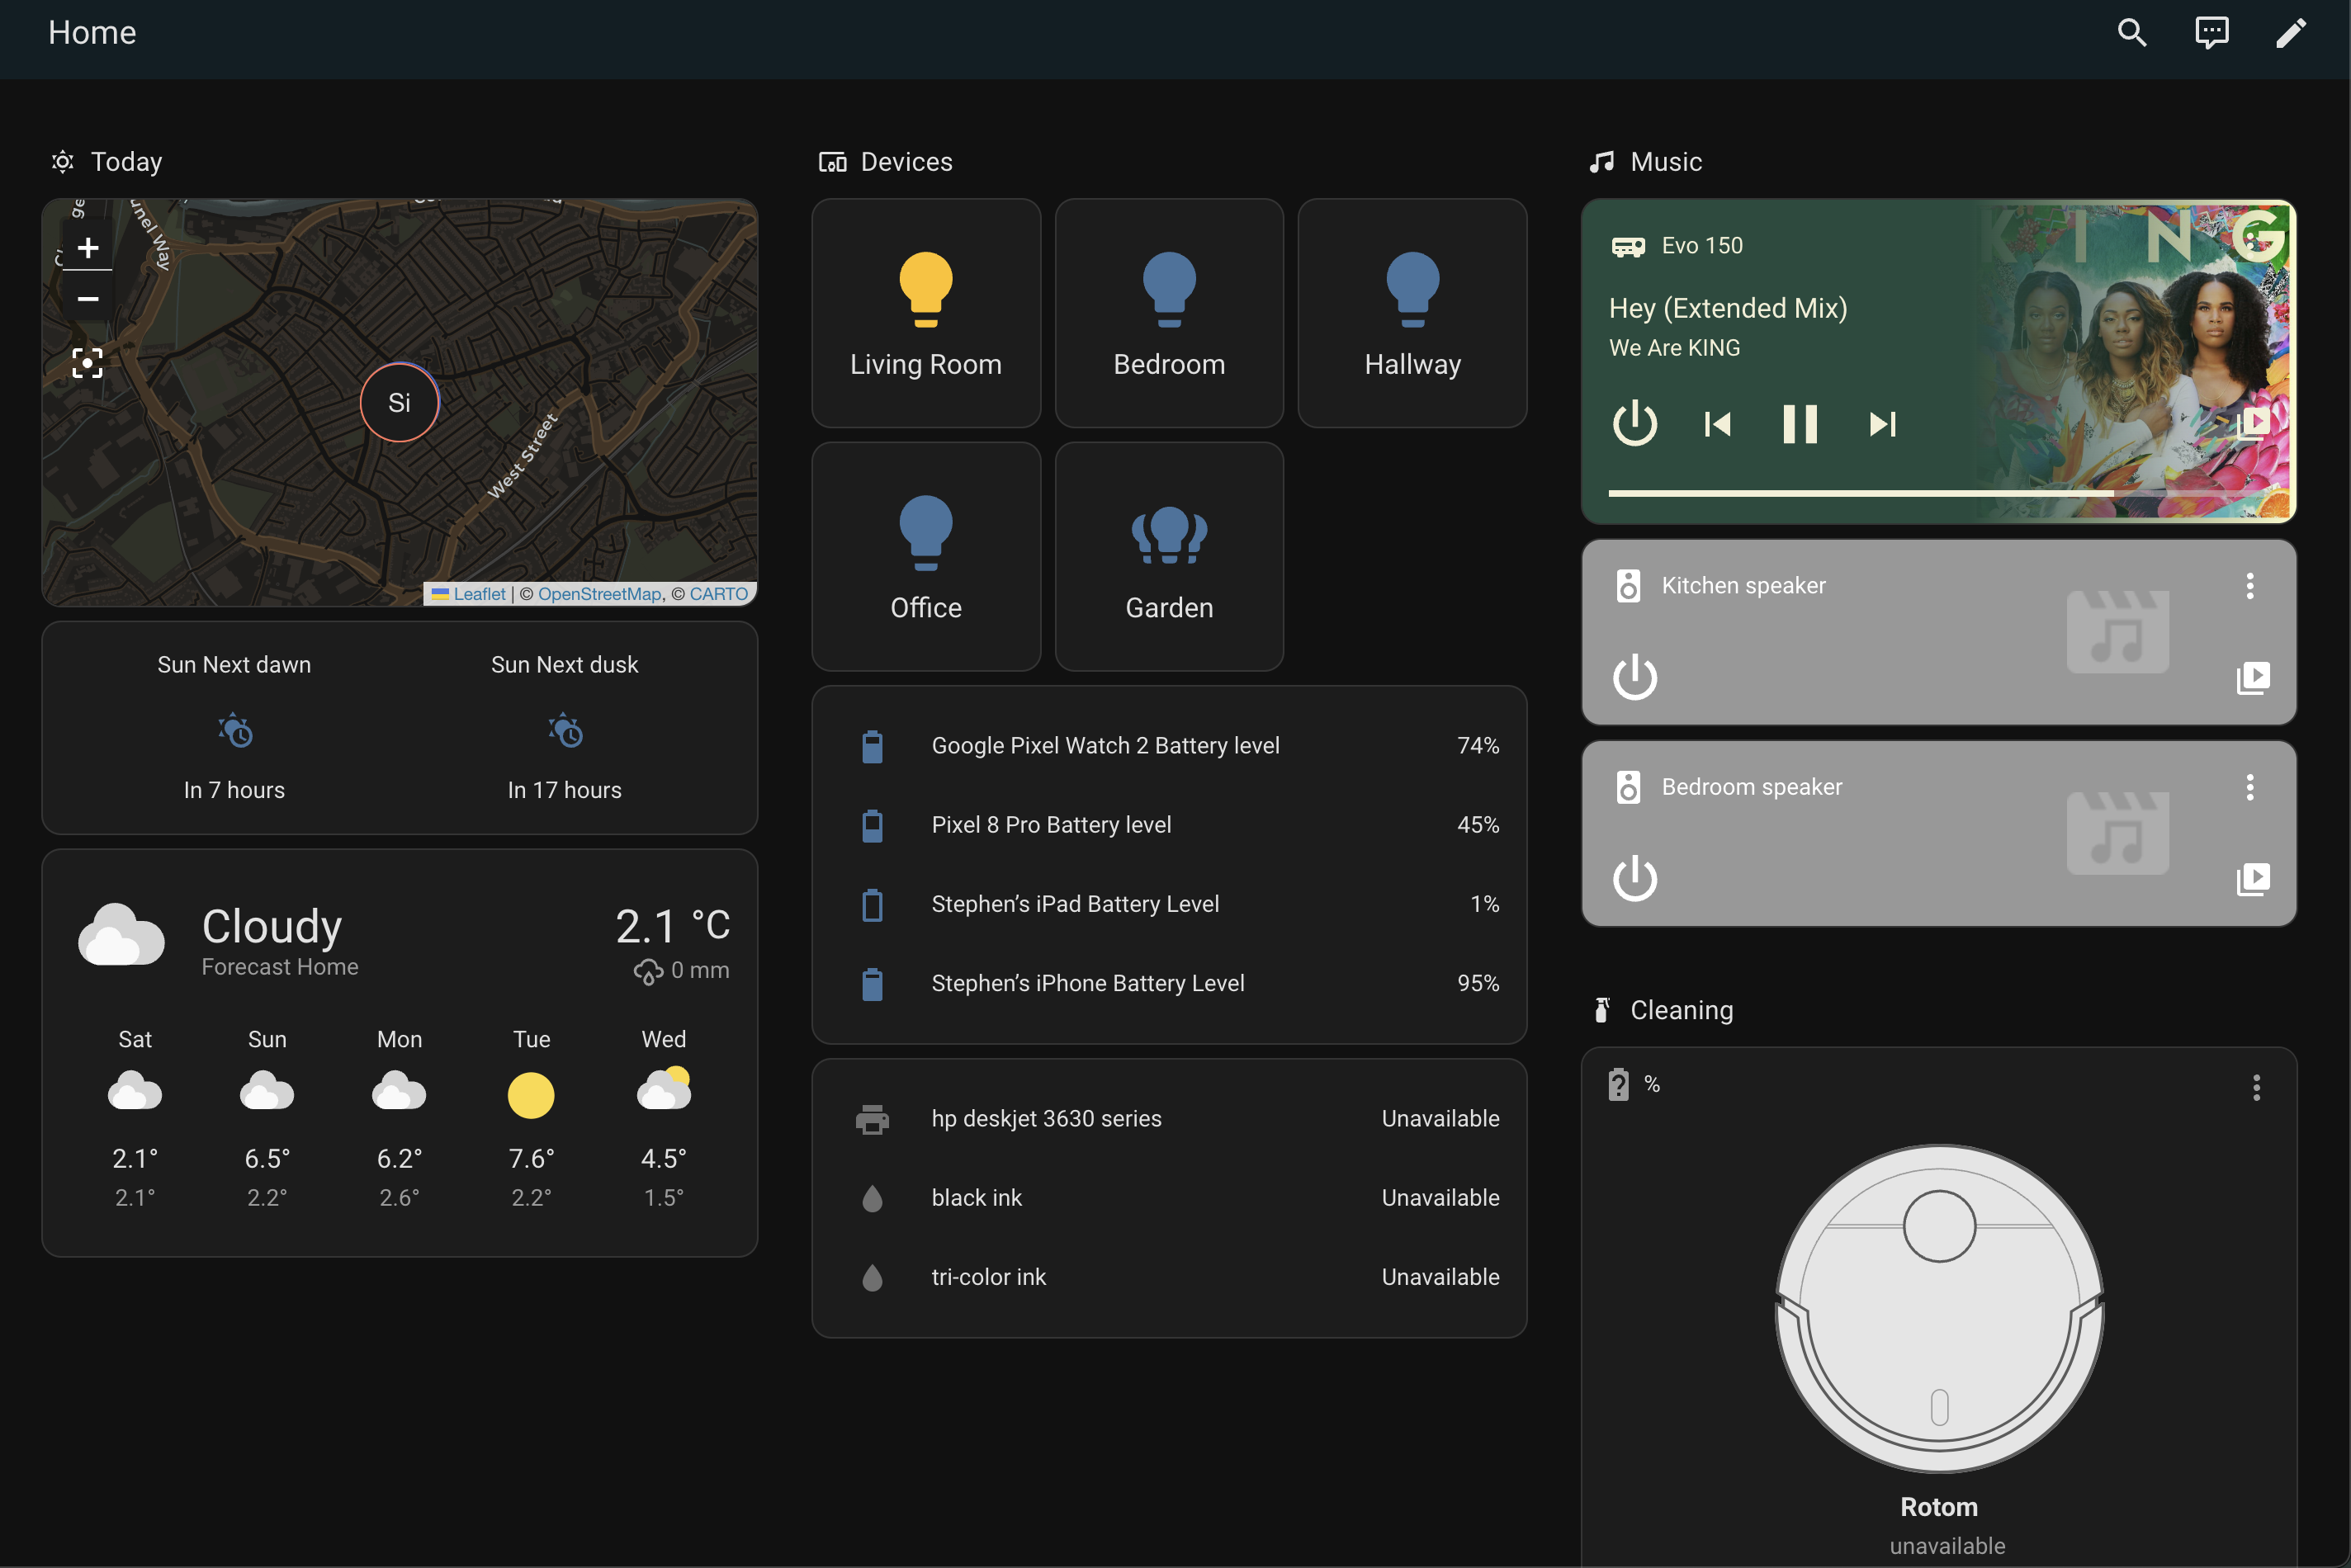 Home
Today
unel Way
Si
West Street
Leaflet | © OpenStreetMap, © CARTO
Sun Next dawn
Sun Next dusk
In 7 hours
In 17 hours
Cloudy
Forecast Home
2.1 °C
0 mm
Sat Sun Mon Tue Wed
2.1° 6.5° 6.2° 7.6° 4.5°
2.1° 2.2° 2.6° 2.2° 1.5°
Devices
Living Room
Bedroom
Hallway
Office
Garden
Google Pixel Watch 2 Battery level 74%
Pixel 8 Pro Battery level 45%
Stephen’s iPad Battery Level 1%
Stephen’s iPhone Battery Level 95%
hp deskjet 3630 series Unavailable
black ink Unavailable
tri-color ink Unavailable
Music
Evo 150
KING
Hey (Extended Mix)
We Are KING
Kitchen speaker
Bedroom speaker
Cleaning
%
Rotom
unavailable